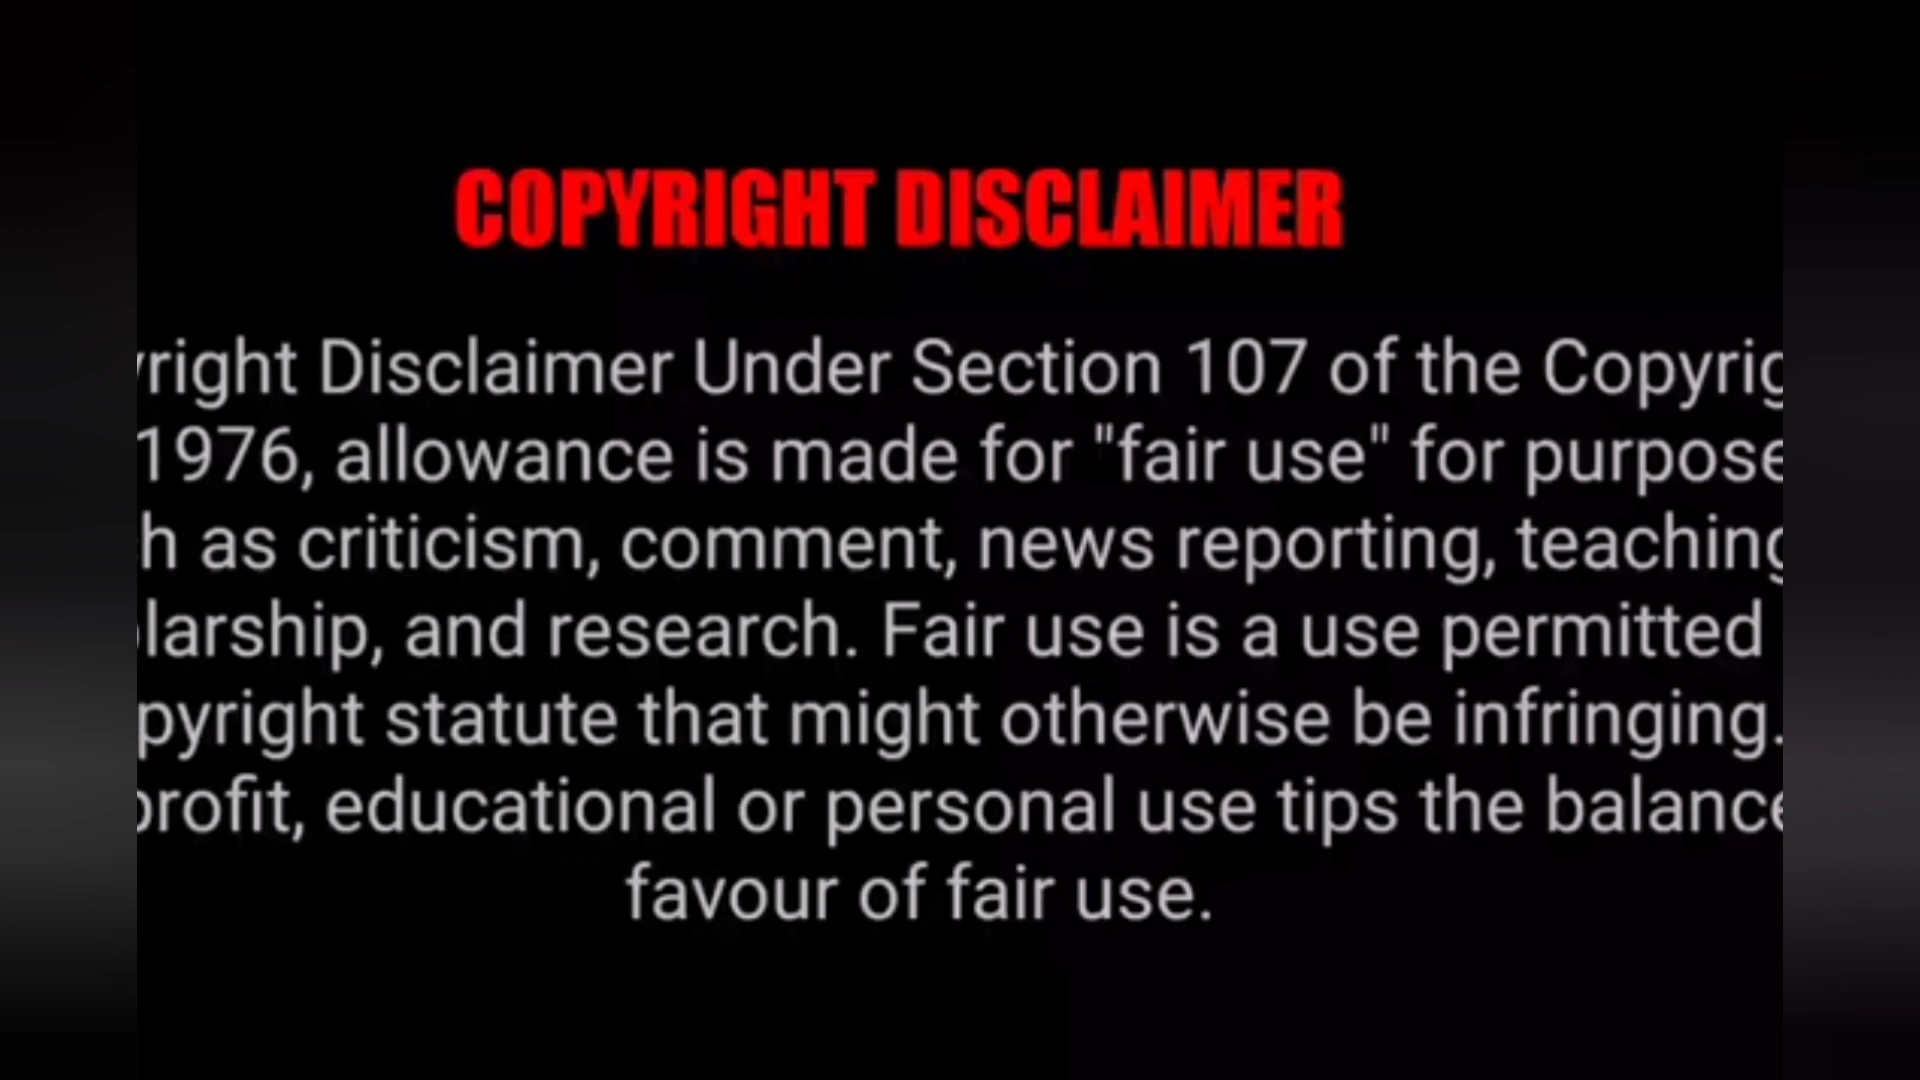 COPYRIGHT DISCLAIMER
right Disclaimer Under Section 107 of the Copyrig
1976, allowance is made for "fair use" for purpose
h as criticism, comment, news reporting, teaching
larship, and research. Fair use is a use permitted
pyright statute that might otherwise be infringing.
profit, educational or personal use tips the balance
favour of fair use.